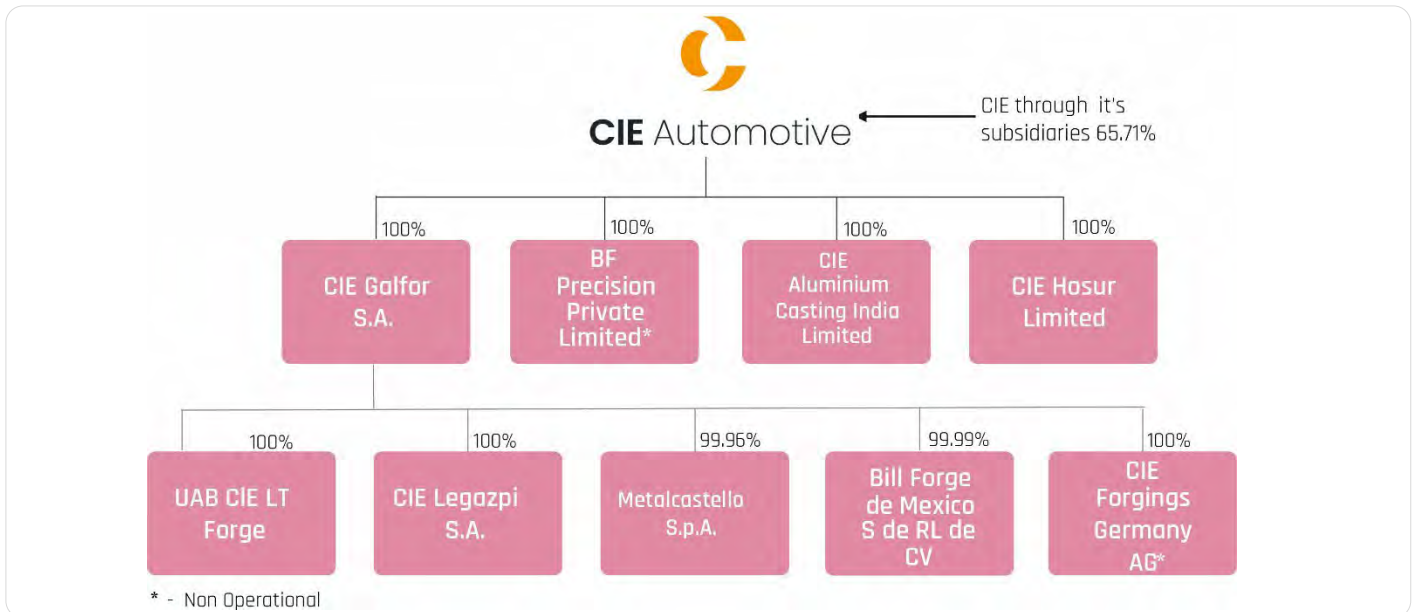 CIE Automotive
CIE through it's
subsidiaries 65.71%
100%
100%
100%
100%
CIE Galfor
S.A.
BF
Precision
Private
Limited*
CIE
Aluminium
Casting India
Limited
CIE Hosur
Limited
100%
100%
99.96%
99.99%
100%
UAB CIE LT
Forge
CIE Legazpi
S.A.
Metalcastello
S.p.A.
Bill Forge
de Mexico
S de RL de
CV
CIE
Forgings
Germany
AG*
* - Non Operational